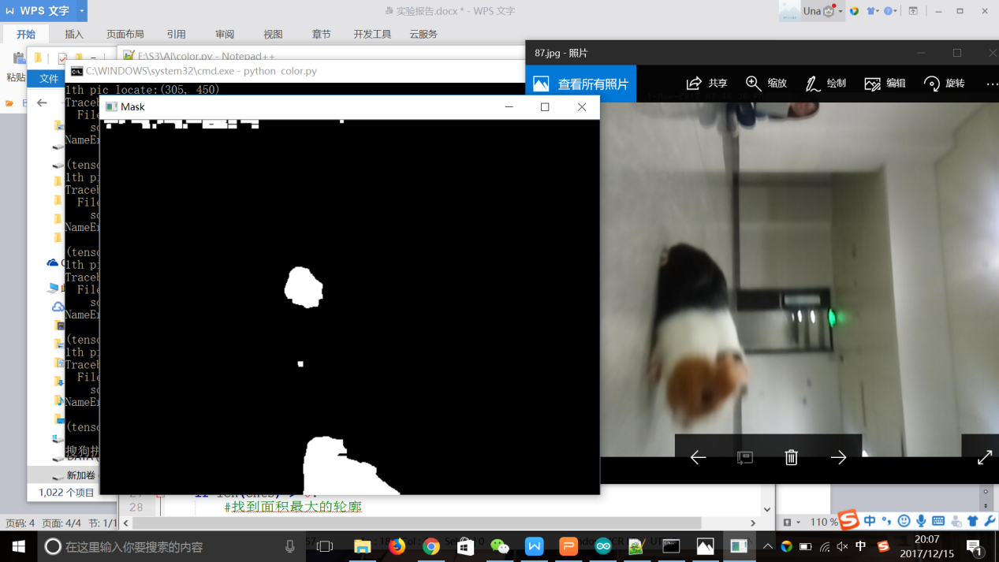 WPS 文字
实验报告.docx * - WPS 文字
Una
开始 插入 页面布局 引用 审阅 视图 章节 开发工具 云服务
E:\S3\AI\color.py - Notepad++
87.jpg - 照片
粘贴
文件
C:\WINDOWS\system32\cmd.exe - python color.py
查看所有照片 共享 缩放 绘制 编辑 旋转 ...
1th pic locate:(305, 450)
Mask
Traceb
File
NameEr
(tenso
1th pi
Traceb
File
NameEr
(tenso
1th pi
Traceb
File
NameEr
(tenso
1th pi
Traceb
File
NameEr
(tenso
搜狗拼
新加卷
1,022 个项目
28 #找到面积最大的轮廓
页码: 4 页面: 4/4 节: 1/1
110 %
中
在这里输入你要搜索的内容
中
20:07
2017/12/15
1